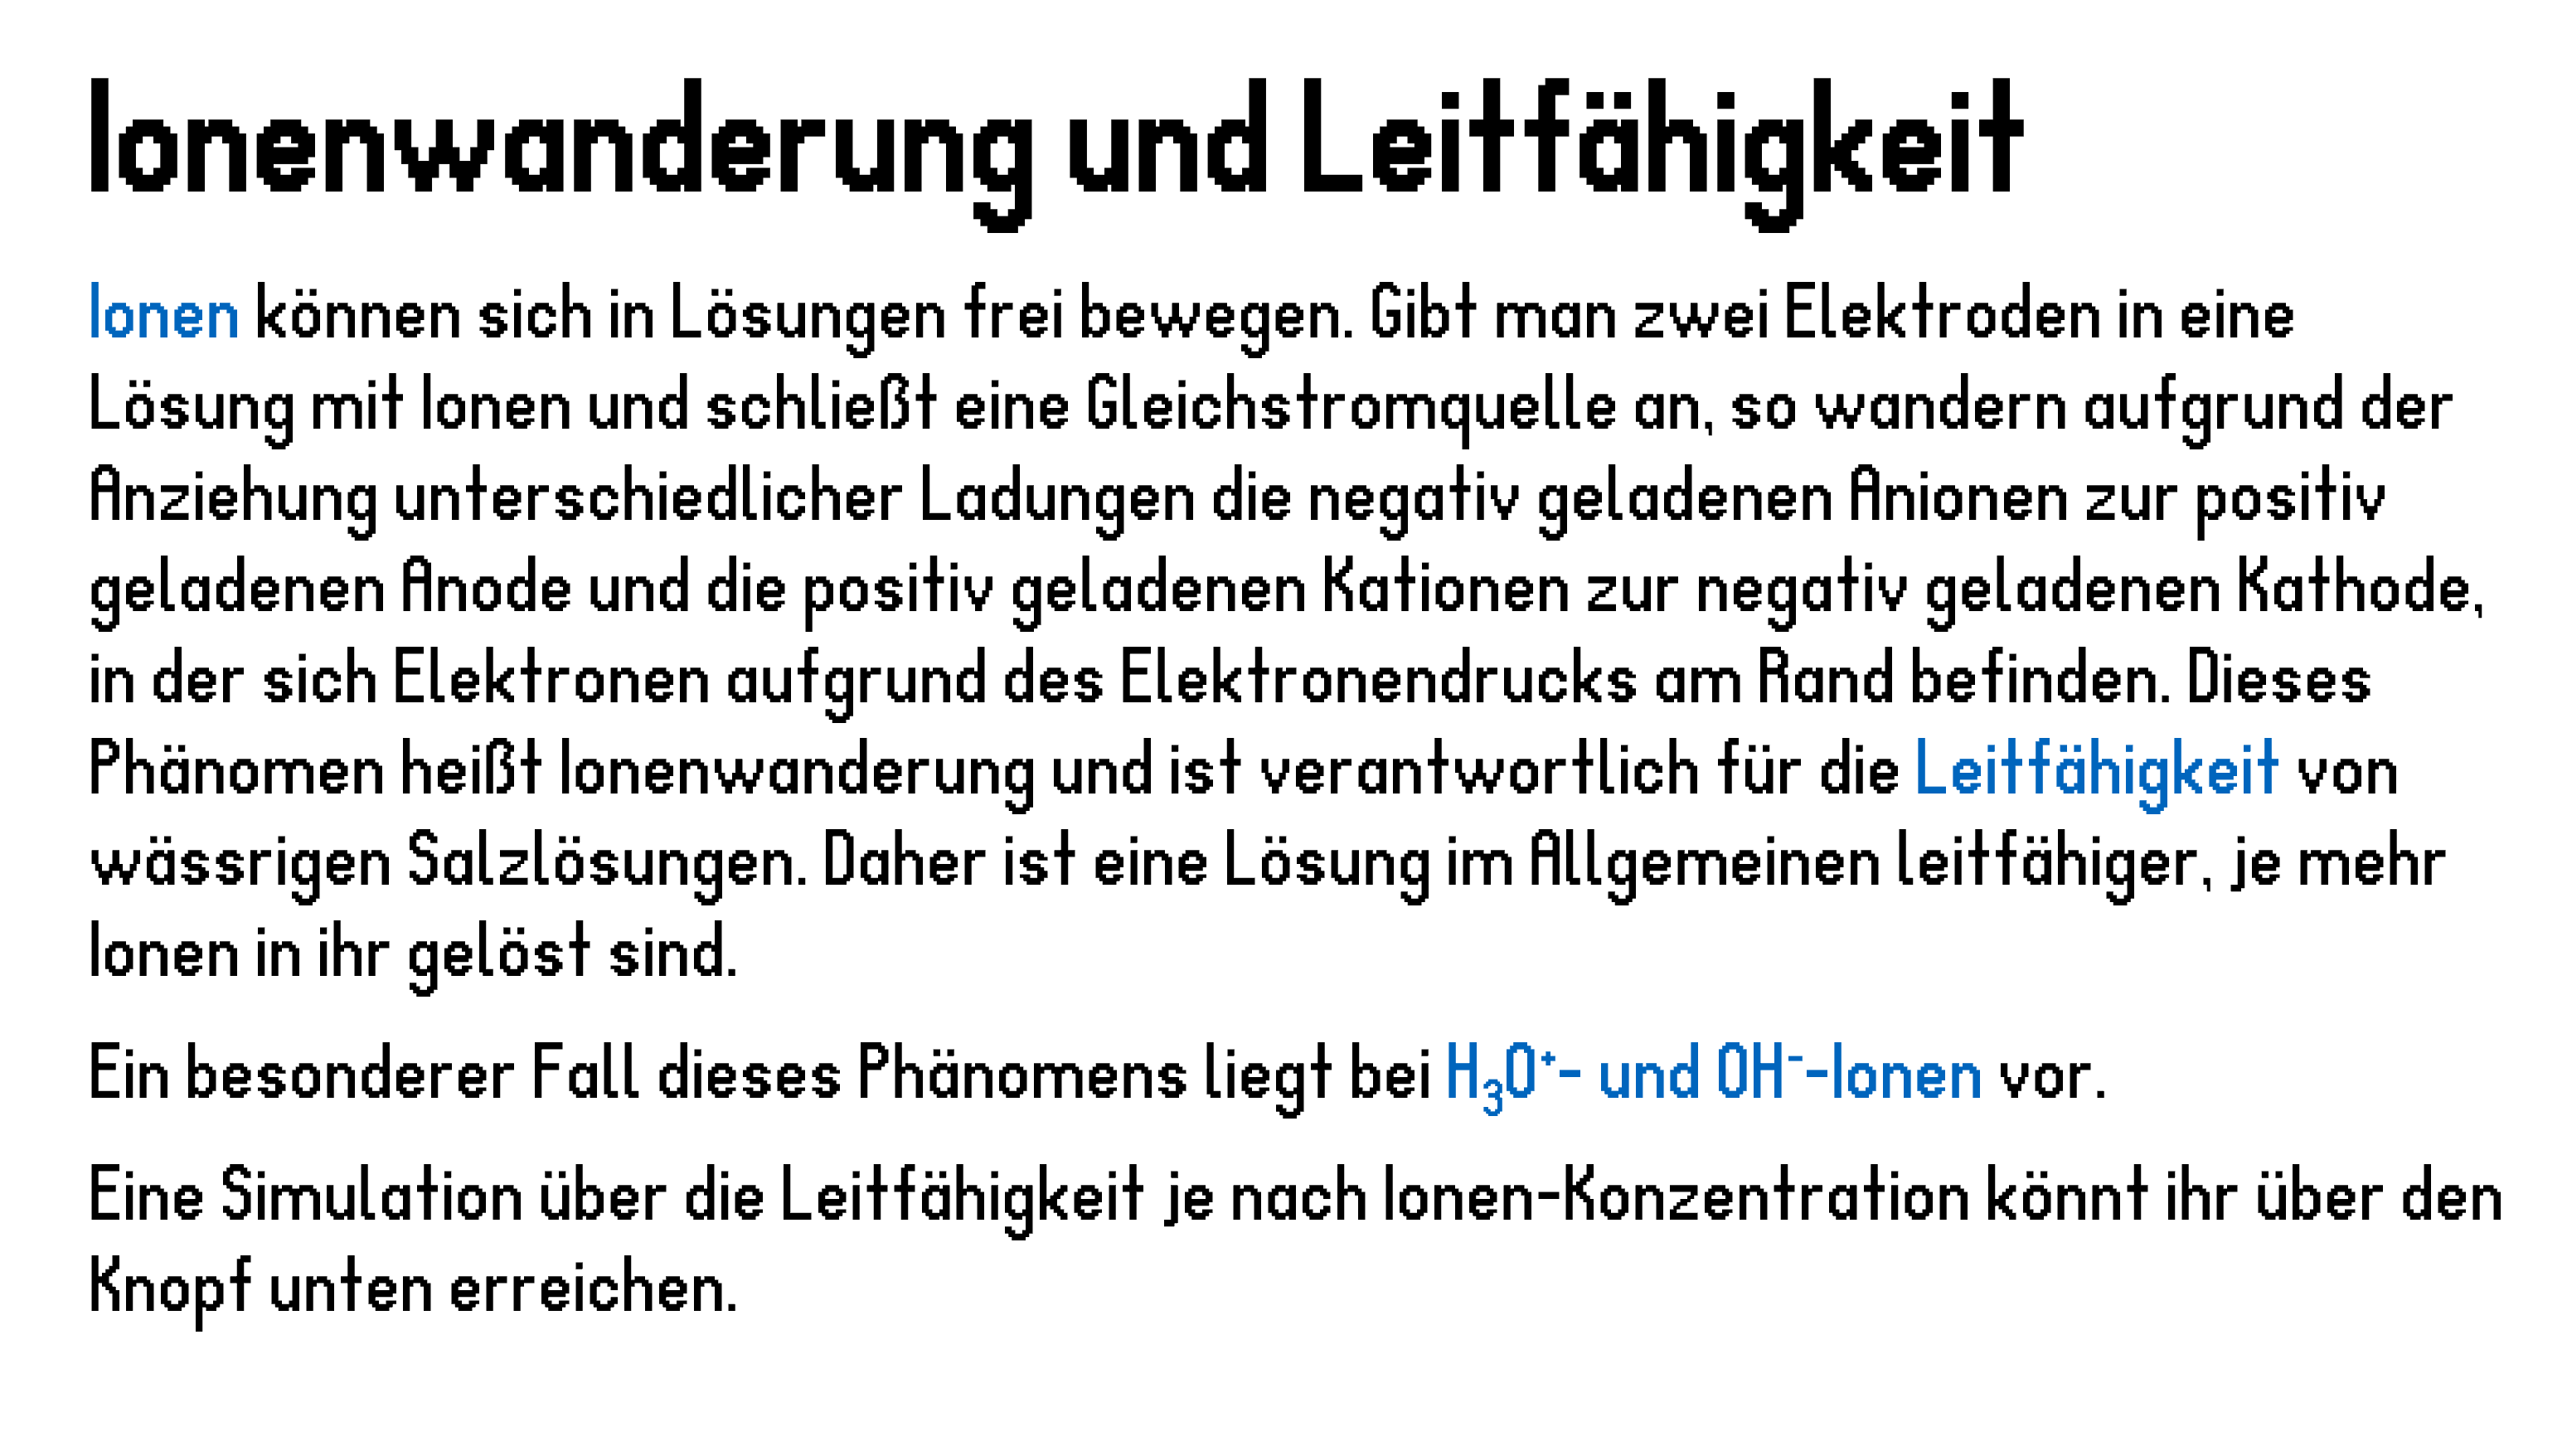 Ionenwanderung und Leitfähigkeit
Ionen können sich in Lösungen frei bewegen. Gibt man zwei Elektroden in eine
Lösung mit Ionen und schließt eine Gleichstromquelle an, so wandern aufgrund der
Anziehung unterschiedlicher Ladungen die negativ geladenen Anionen zur positiv
geladenen Anode und die positiv geladenen Kationen zur negativ geladenen Kathode,
in der sich Elektronen aufgrund des Elektronendrucks am Rand befinden. Dieses
Phänomen heißt Ionenwanderung und ist verantwortlich für die Leitfähigkeit von
wässrigen Salzlösungen. Daher ist eine Lösung im Allgemeinen leitfähiger, je mehr
Ionen in ihr gelöst sind.
Ein besonderer Fall dieses Phänomens liegt bei H₃O⁺- und OH⁻-Ionen vor.
Eine Simulation über die Leitfähigkeit je nach Ionen-Konzentration könnt ihr über den
Knopf unten erreichen.